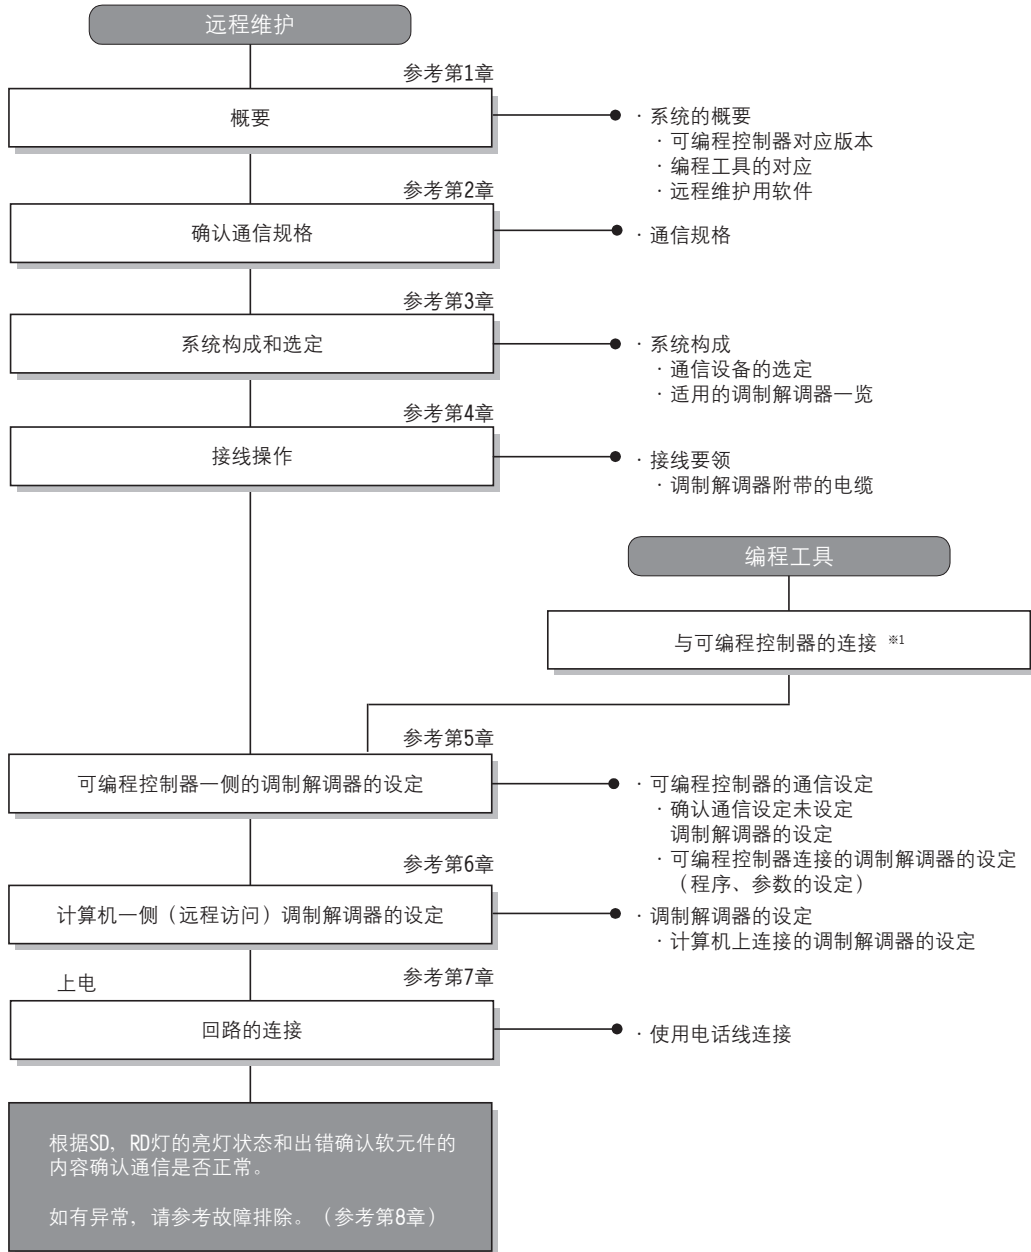 远程维护
参考第1章
概要
· 系统的概要
· 可编程控制器对应版本
· 编程工具的对应
· 远程维护用软件
参考第2章
确认通信规格
· 通信规格
参考第3章
系统构成和选定
· 系统构成
· 通信设备的选定
· 适用的调制解调器一览
参考第4章
接线操作
· 接线要领
· 调制解调器附带的电缆
编程工具
与可编程控制器的连接 ※1
参考第5章
可编程控制器一侧的调制解调器的设定
· 可编程控制器的通信设定
· 确认通信设定未设定
调制解调器的设定
· 可编程控制器连接的调制解调器的设定
（程序、参数的设定）
参考第6章
计算机一侧（远程访问）调制解调器的设定
· 调制解调器的设定
· 计算机上连接的调制解调器的设定
上电
参考第7章
回路的连接
· 使用电话线连接
根据SD，RD灯的亮灯状态和出错确认软元件的
内容确认通信是否正常。
如有异常，请参考故障排除。（参考第8章）